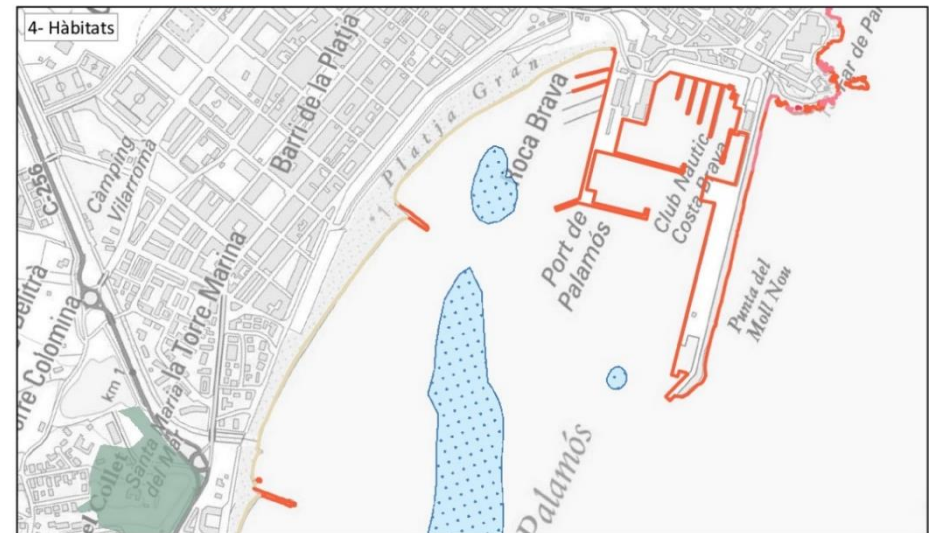 4- Hàbitats
Barri de la Platja
Platja Gran
Roca Brava
Càmping
Vilarromà
C-256
Club Nàutic
Costa Brava
Port de
Palamós
Punta del
Moll Nou
la Torre Marina
km 1
Santa Maria
del Mar
Palamós